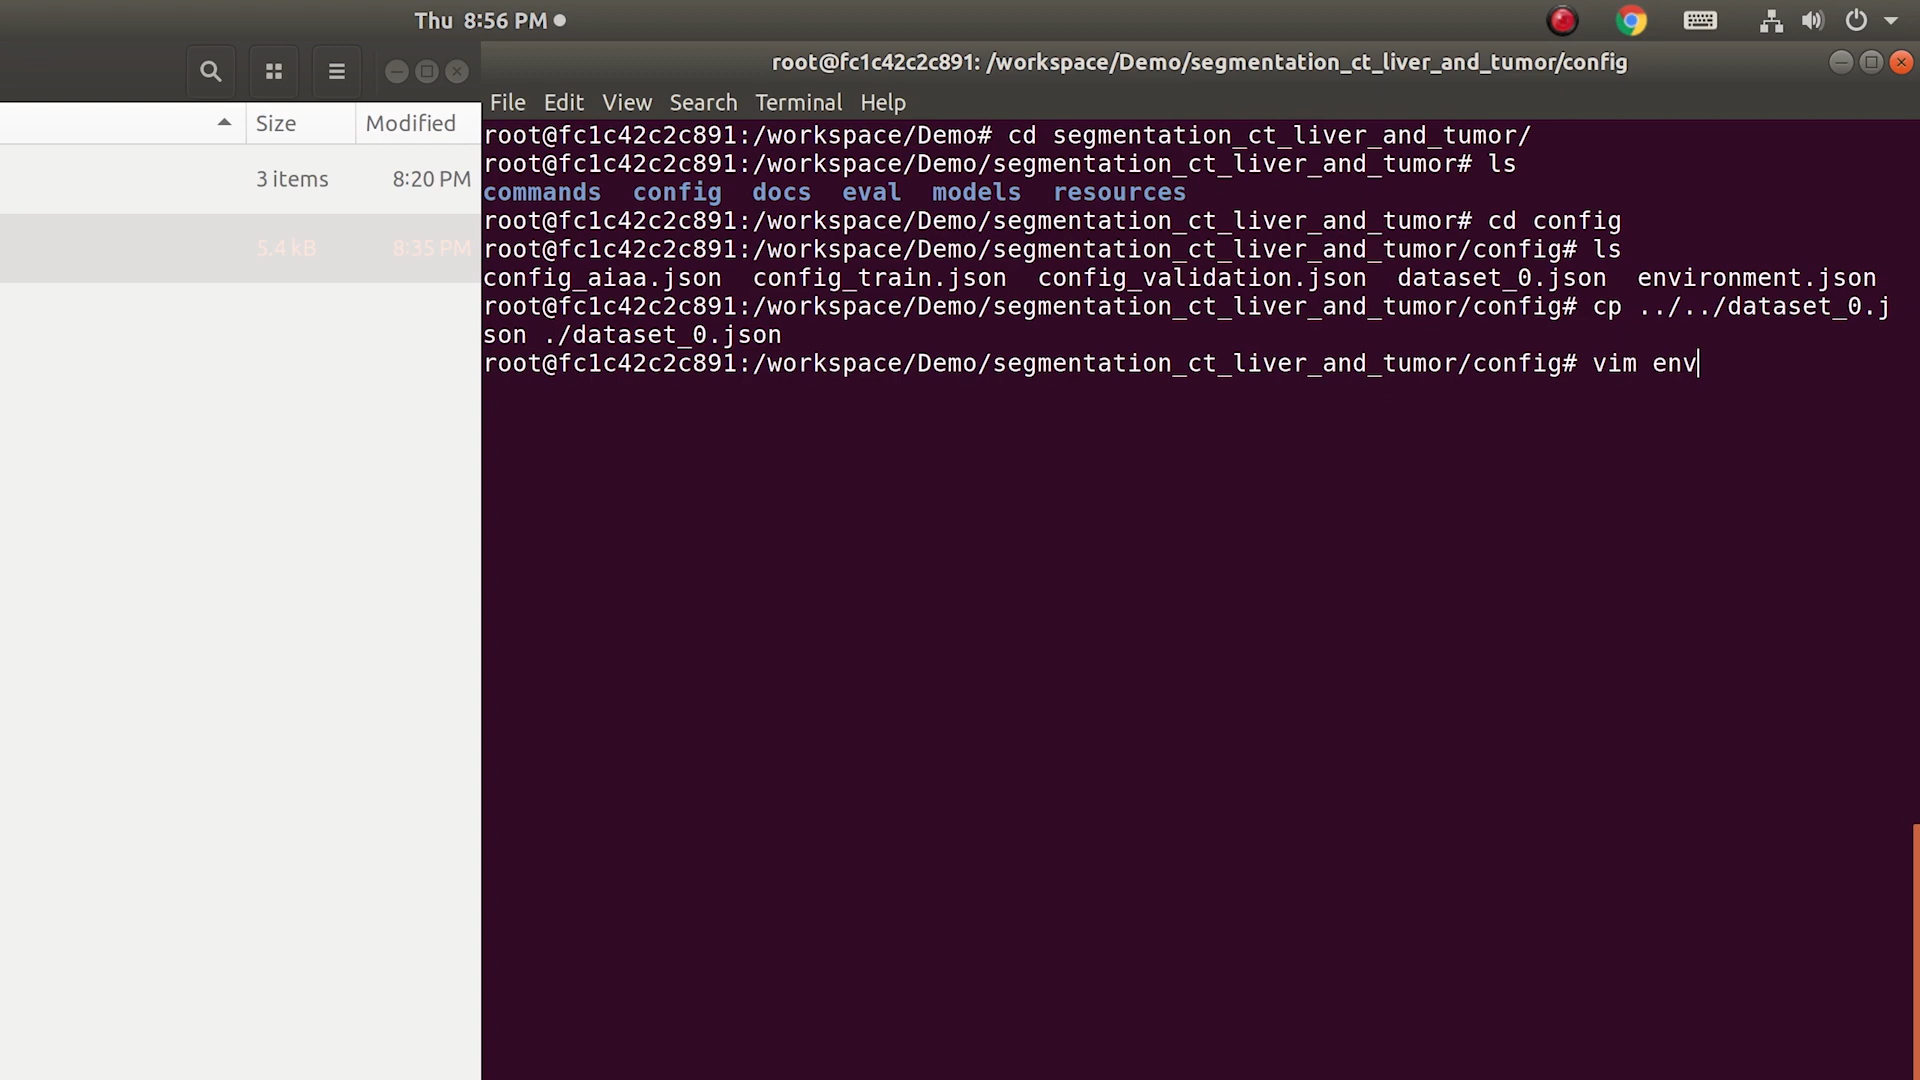 Thu 8:56 PM
root@fc1c42c2c891: /workspace/Demo/segmentation_ct_liver_and_tumor/config
File Edit View Search Terminal Help
Size Modified
3 items 8:20 PM
5.4 kB 8:35 PM
root@fc1c42c2c891:/workspace/Demo# cd segmentation_ct_liver_and_tumor/
root@fc1c42c2c891:/workspace/Demo/segmentation_ct_liver_and_tumor# ls
commands config docs eval models resources
root@fc1c42c2c891:/workspace/Demo/segmentation_ct_liver_and_tumor# cd config
root@fc1c42c2c891:/workspace/Demo/segmentation_ct_liver_and_tumor/config# ls
config_aiaa.json config_train.json config_validation.json dataset_0.json environment.json
root@fc1c42c2c891:/workspace/Demo/segmentation_ct_liver_and_tumor/config# cp ../../dataset_0.j
son ./dataset_0.json
root@fc1c42c2c891:/workspace/Demo/segmentation_ct_liver_and_tumor/config# vim env